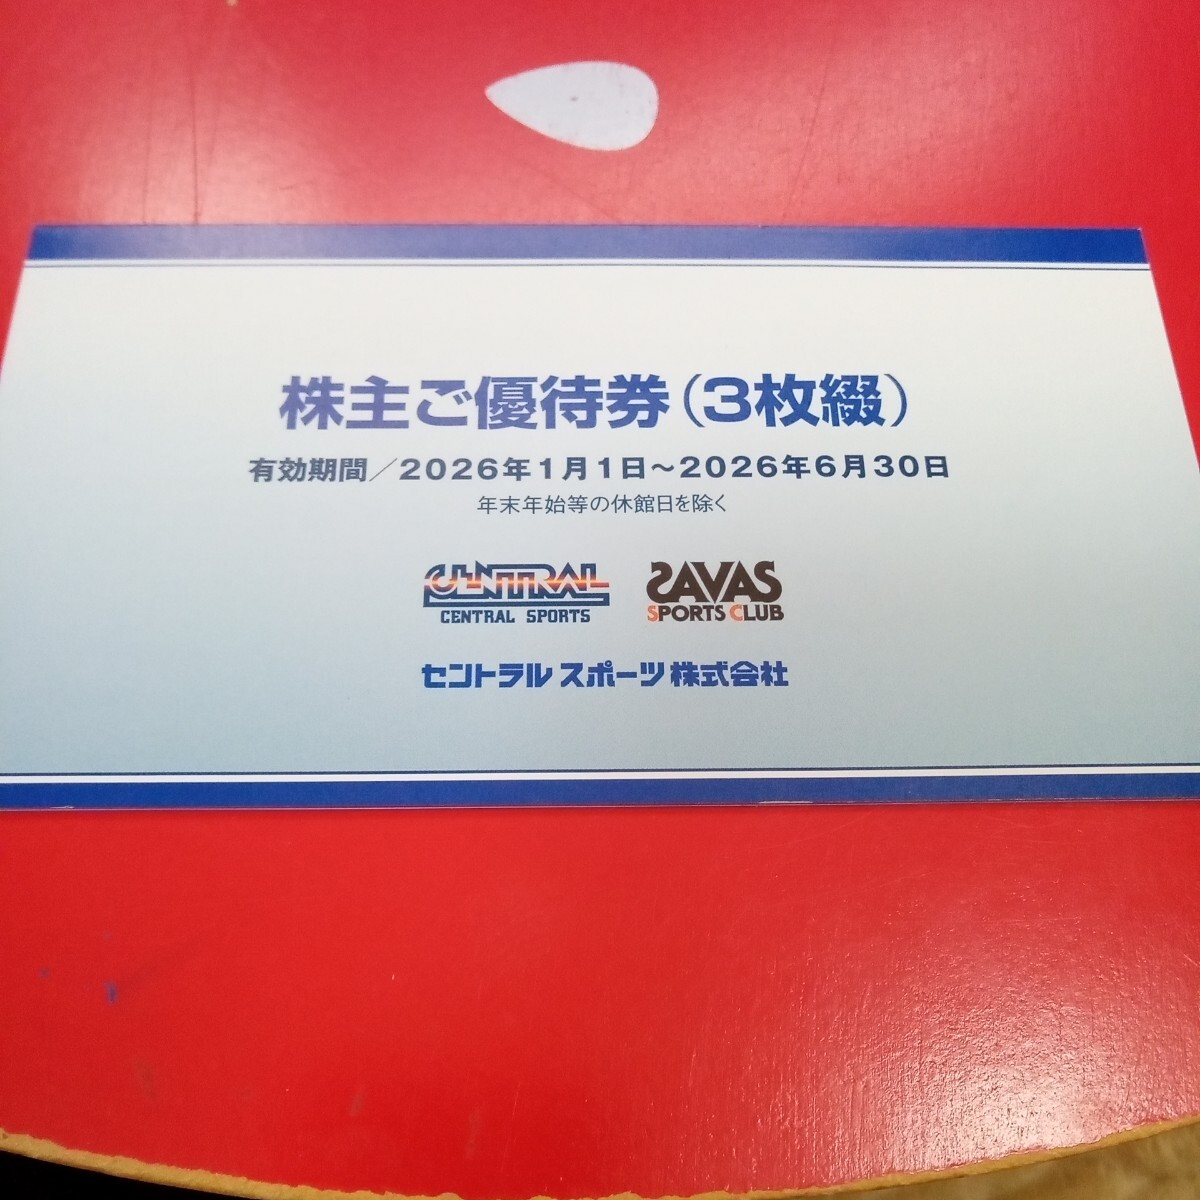 株主ご優待券（3枚綴）
有効期間／2026年1月1日～2026年6月30日
年末年始等の休館日を除く
CENTRAL
CENTRAL SPORTS
SAVAS
SPORTS CLUB
セントラルスポーツ株式会社